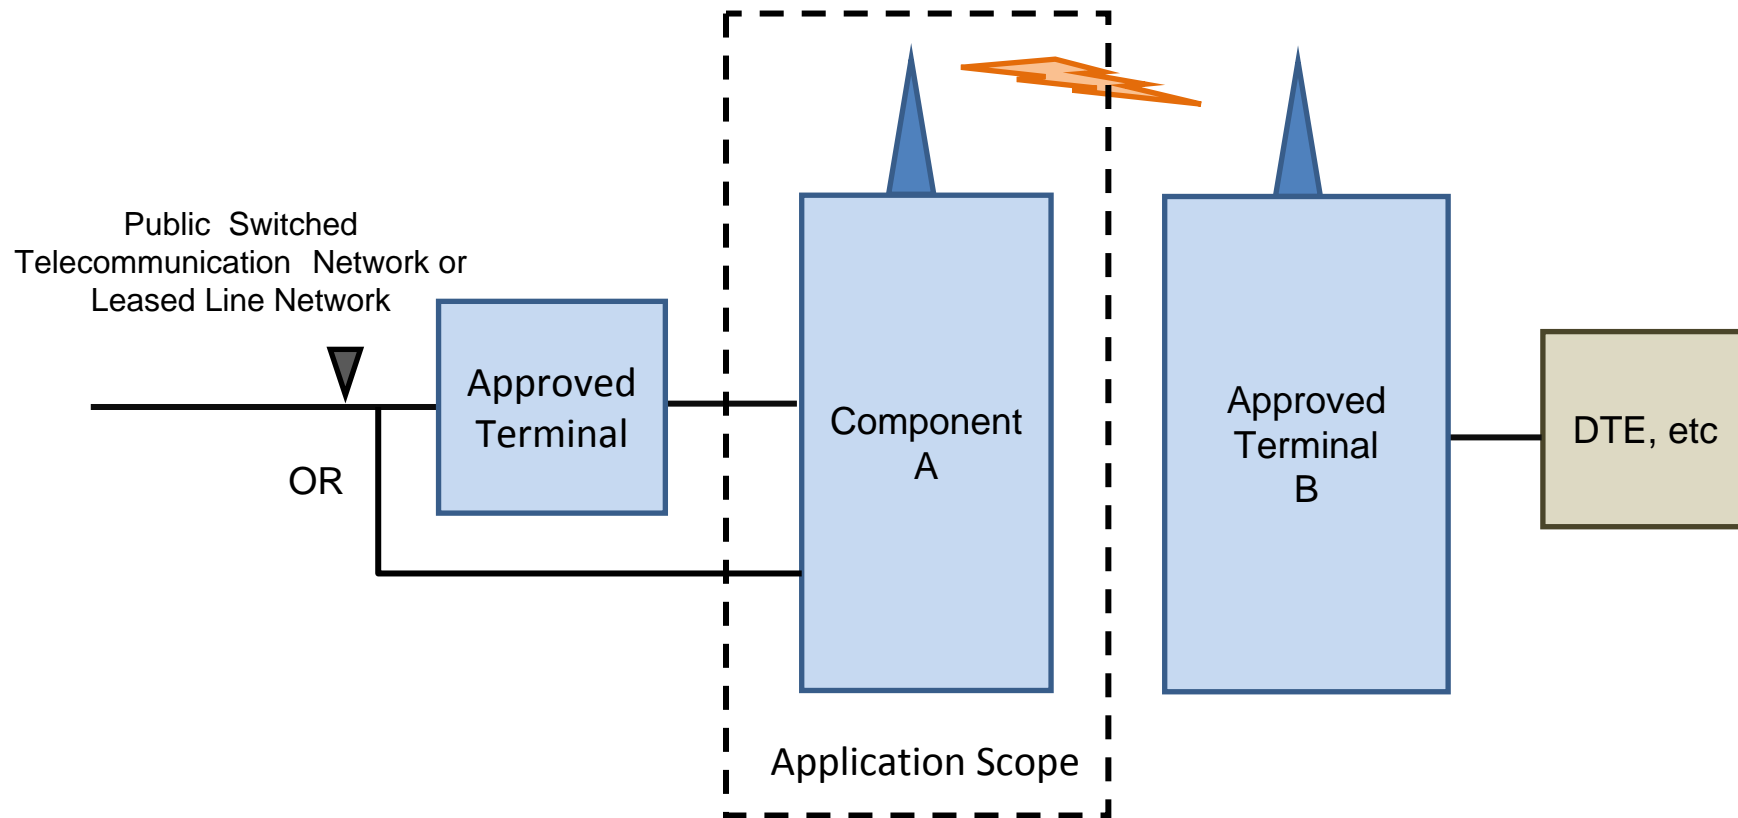 Public Switched
Telecommunication Network or
Leased Line Network
Approved
Terminal
OR
Component
A
Application Scope
Approved
Terminal
B
DTE, etc